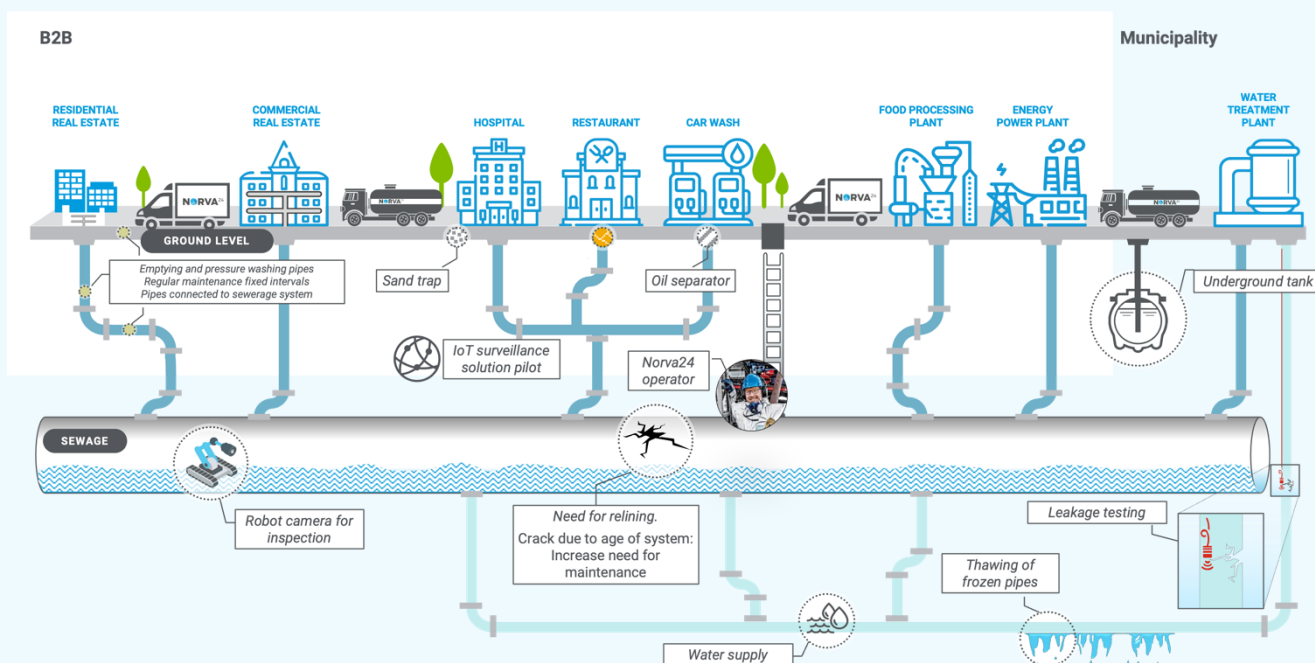 B2B
Municipality
RESIDENTIAL
REAL ESTATE
COMMERCIAL
REAL ESTATE
HOSPITAL
RESTAURANT
CAR WASH
FOOD PROCESSING
PLANT
ENERGY
POWER PLANT
WATER
TREATMENT
PLANT
H
NORVA24
NORVA24
NORVA24
NORVA24
GROUND LEVEL
Emptying and pressure washing pipes
Regular maintenance fixed intervals
Pipes connected to sewerage system
Sand trap
Oil separator
Underground tank
IoT surveillance
solution pilot
Norva24
operator
SEWAGE
Robot camera for
inspection
Need for relining.
Crack due to age of system:
Increase need for
maintenance
Leakage testing
Thawing of
frozen pipes
Water supply